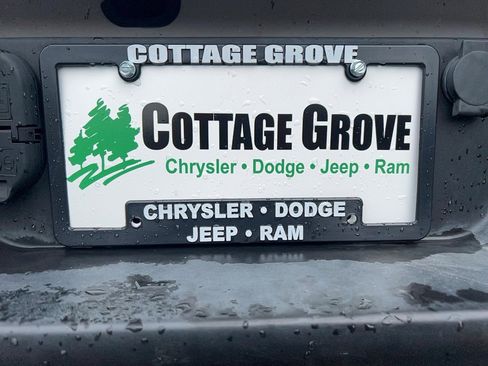 COTTAGE GROVE
COTTAGE GROVE
Chrysler • Dodge • Jeep • Ram
CHRYSLER • DODGE
JEEP • RAM